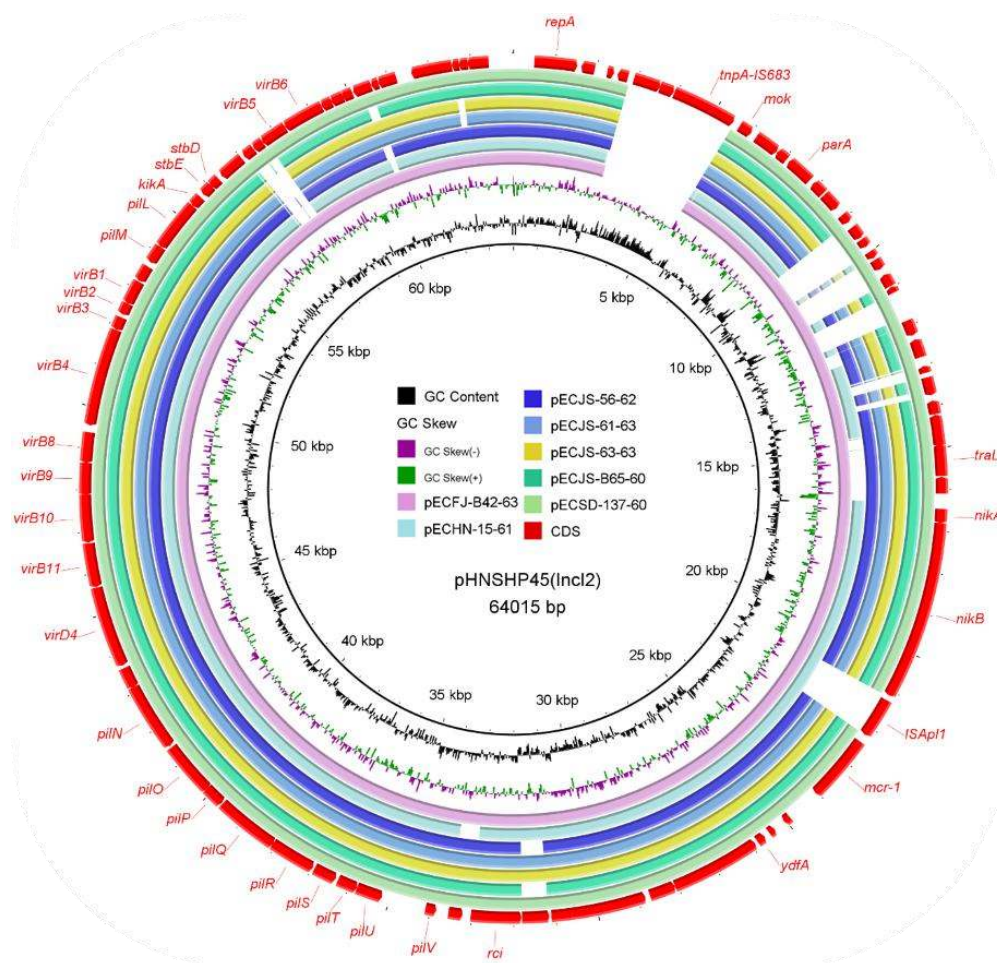 repA
tnpA-IS683
mok
parA
traL
nikA
nikB
ISApl1
mcr-1
ydfA
rci
pilV
pilU
pilT
pilS
pilR
pilQ
pilP
pilO
pilN
virD4
virB11
virB10
virB9
virB8
virB4
virB3
virB2
virB1
pilM
pilL
kikA
stbE
stbD
virB5
virB6
5 kbp
10 kbp
15 kbp
20 kbp
25 kbp
30 kbp
35 kbp
40 kbp
45 kbp
50 kbp
55 kbp
60 kbp
GC Content
GC Skew
GC Skew(-)
GC Skew(+)
pECFJ-B42-63
pECHN-15-61
pECJS-56-62
pECJS-61-63
pECJS-63-63
pECJS-B65-60
pECSD-137-60
CDS
pHNSHP45(IncI2)
64015 bp